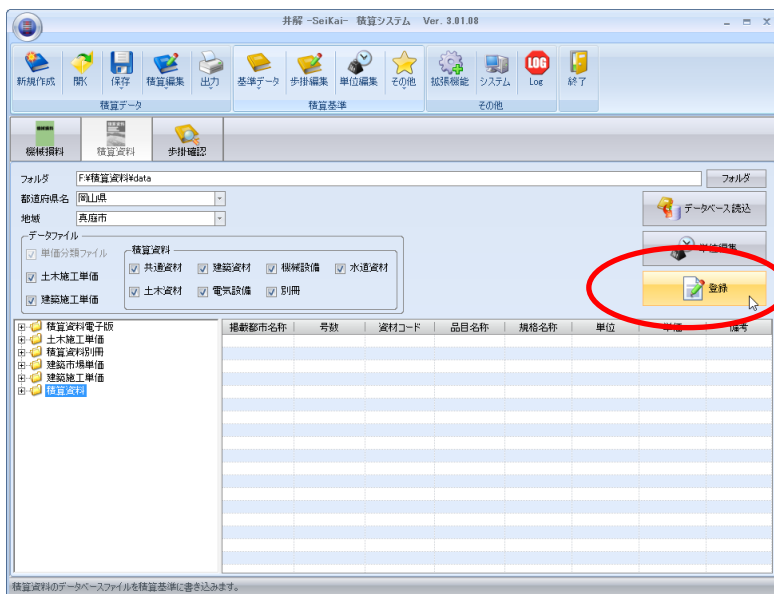 井解 -SeiKai- 積算システム Ver. 3.01.08
新規作成 開く 保存 積算編集 出力 基準データ 歩掛編集 単位編集 その他 拡張機能 システム Log 終了
積算データ 積算基準 その他
機械損料 積算資料 歩掛確認
フォルダ F:¥積算資料¥data フォルダ
都道府県名 岡山県
データベース読込
地域 真庭市
データファイル
単価分類ファイル
土木施工単価
建築施工単価
積算資料
共通資材 建築資材 機械設備 水道資材
土木資材 電気設備 別冊
単位編集
登録
積算資料電子版
土木施工単価
積算資料別冊
建築市場単価
建築施工単価
積算資料
掲載都市名称 号数 資材コード 品目名称 規格名称 単位 単価 備考
積算資料のデータベースファイルを積算基準に書き込みます。